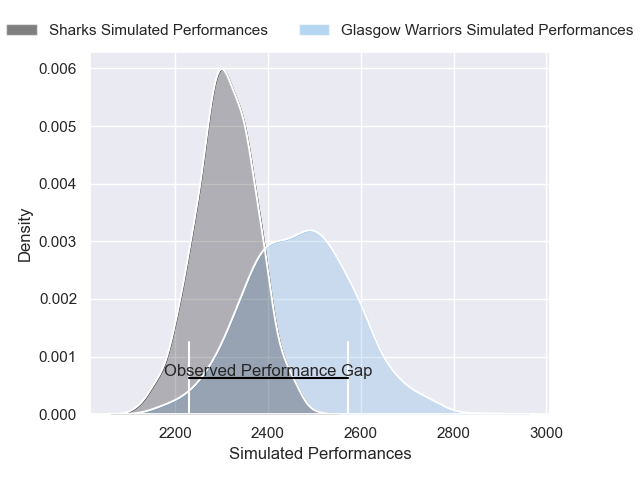 Sharks Simulated Performances
Glasgow Warriors Simulated Performances
0.006
0.005
0.004
0.003
0.002
0.001
0.000
Density
Observed Performance Gap
2200 2400 2600 2800 3000
Simulated Performances